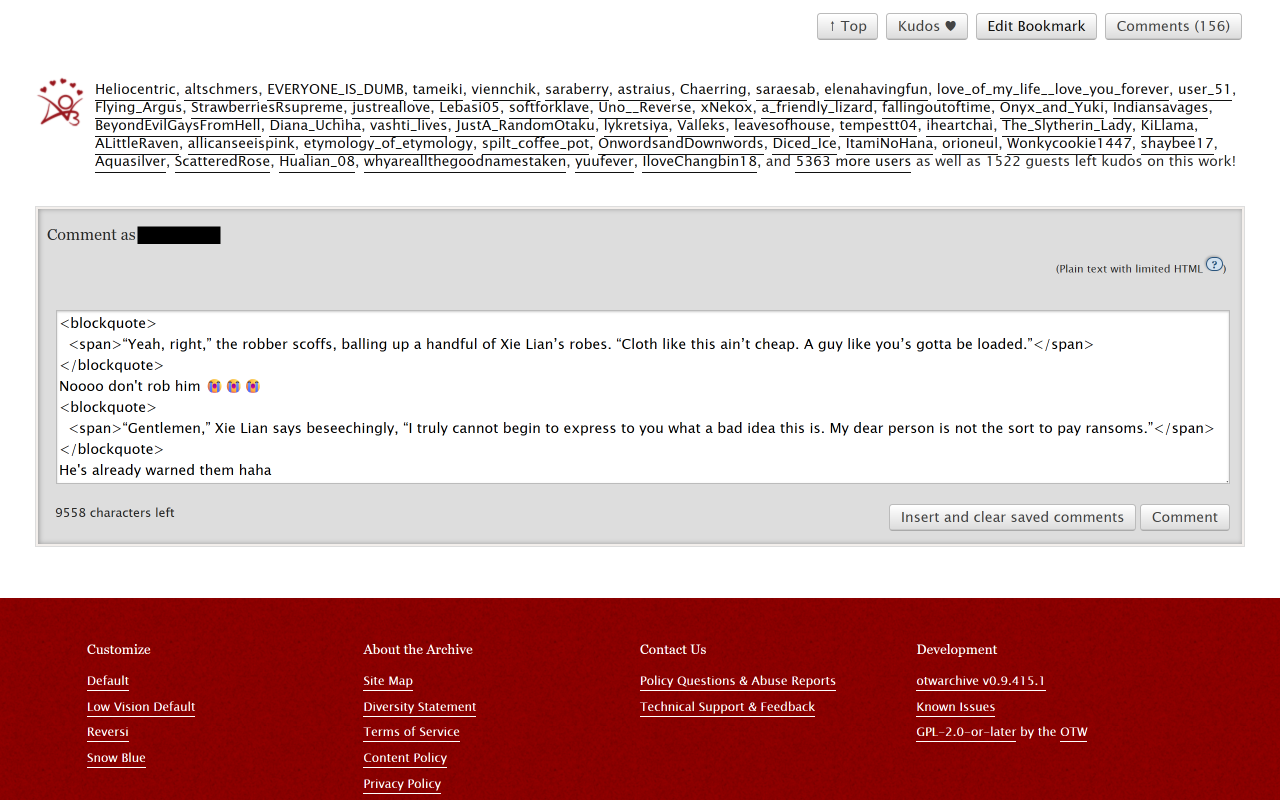 ↑ Top Kudos ♥ Edit Bookmark Comments (156)
Heliocentric, altschmers, EVERYONE_IS_DUMB, tameiki, viennchik, saraberry, astraius, Chaerring, saraesab, elenahavingfun, love_of_my_life__love_you_forever, user_51,
Flying_Argus, StrawberriesRsupreme, justreallove, Lebasi05, softforklave, Uno__Reverse, xNekox, a_friendly_lizard, fallingoutoftime, Onyx_and_Yuki, Indiansavages,
BeyondEvilGaysFromHell, Diana_Uchiha, vashti_lives, JustA_RandomOtaku, lykretsiya, Valleks, leavesofhouse, tempestt04, iheartchai, The_Slytherin_Lady, KiLlama,
ALittleRaven, allicanseeispink, etymology_of_etymology, spilt_coffee_pot, OnwordsandDownwords, Diced_Ice, ItamiNoHana, orioneul, Wonkycookie1447, shaybee17,
Aquasilver, ScatteredRose, Hualian_08, whyareallthegoodnamestaken, yuufever, IloveChangbin18, and 5363 more users as well as 1522 guests left kudos on this work!
Comment as
(Plain text with limited HTML ?)
<blockquote>
<span>“Yeah, right,” the robber scoffs, balling up a handful of Xie Lian’s robes. “Cloth like this ain’t cheap. A guy like you’s gotta be loaded.”</span>
</blockquote>
Noooo don't rob him 😭😭😭
<blockquote>
<span>“Gentlemen,” Xie Lian says beseechingly, “I truly cannot begin to express to you what a bad idea this is. My dear person is not the sort to pay ransoms.”</span>
</blockquote>
He's already warned them haha
9558 characters left
Insert and clear saved comments Comment
Customize
Default
Low Vision Default
Reversi
Snow Blue
About the Archive
Site Map
Diversity Statement
Terms of Service
Content Policy
Privacy Policy
Contact Us
Policy Questions & Abuse Reports
Technical Support & Feedback
Development
otwarchive v0.9.415.1
Known Issues
GPL-2.0-or-later by the OTW